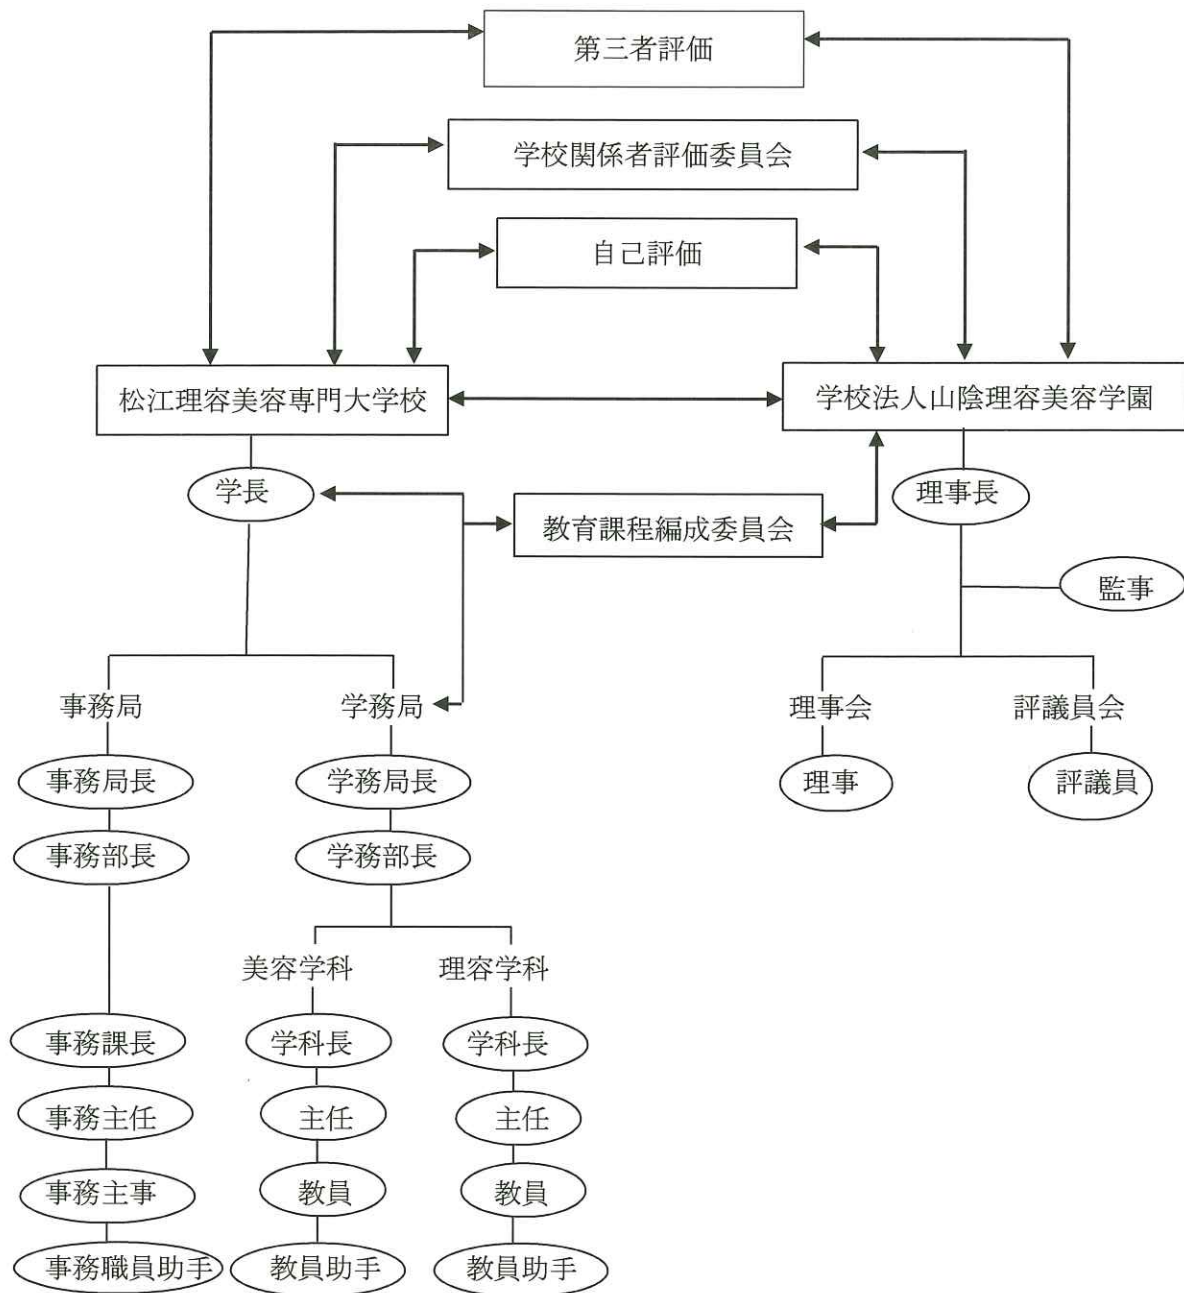 第三者評価
学校関係者評価委員会
自己評価
松江理容美容専門大学校
学校法人山陰理容美容学園
学長
理事長
教育課程編成委員会
監事
事務局
学務局
理事会
評議員会
事務局長
学務局長
理事
評議員
事務部長
学務部長
美容学科
理容学科
事務課長
学科長
学科長
事務主任
主任
主任
事務主事
教員
教員
事務職員助手
教員助手
教員助手